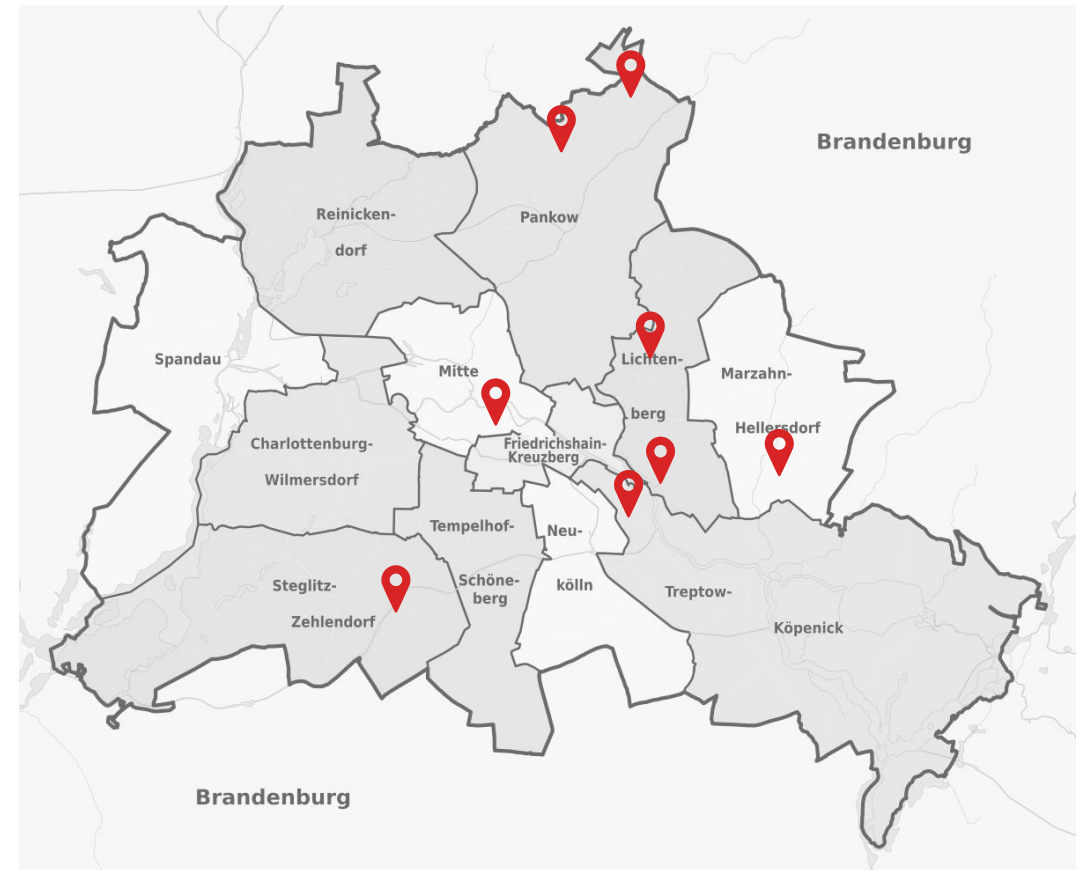 Brandenburg
Reinicken-
dorf
Pankow
Spandau
Mitte
Lichten-
berg
Marzahn-
Hellersdorf
Charlottenburg-
Wilmersdorf
Friedrichshain-
Kreuzberg
Tempelhof-
Schöne-
berg
Neu-
kölln
Steglitz-
Zehlendorf
Treptow-
Köpenick
Brandenburg